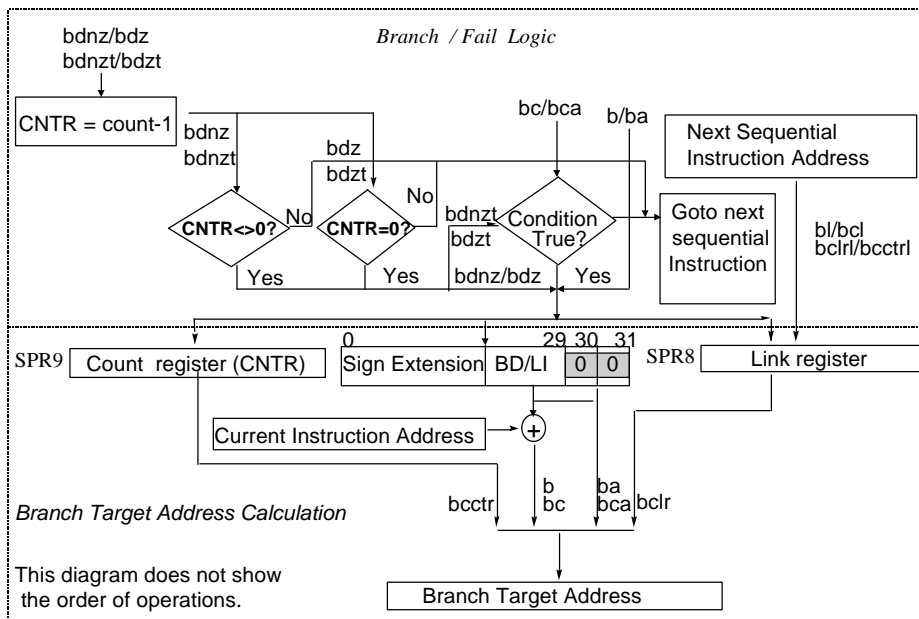 bdnz/bdz
bdnzt/bdzt
Branch / Fail Logic
CNTR = count-1
bdnz
bdnzt
bdz
bdzt
bc/bca
b/ba
Next Sequential
Instruction Address
CNTR<>0?
No
CNTR=0?
No
bdnzt
bdzt
Condition
True?
Goto next
sequential
Instruction
bl/bcl
bclrl/bcctrl
Yes
Yes
bdnz/bdz
Yes
0
29
30
31
SPR9
Count register (CNTR)
Sign Extension
BD/LI
0
0
SPR8
Link register
Current Instruction Address
+
bcctr
b
bc
ba
bca
bclr
Branch Target Address Calculation
This diagram does not show
the order of operations.
Branch Target Address